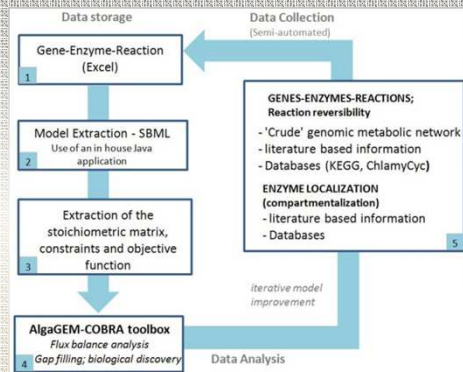 Data storage
Data Collection
(Semi-automated)
Gene-Enzyme-Reaction
(Excel)
1
Model Extraction - SBML
Use of an in house Java
application
2
Extraction of the
stoichiometric matrix,
constraints and objective
function
3
AlgaGEM-COBRA toolbox
Flux balance analysis
Gap filling; biological discovery
4
Data Analysis
iterative model
improvement
GENES-ENZYMES-REACTIONS;
Reaction reversibility
- 'Crude' genomic metabolic network
- literature based information
- Databases (KEGG, ChlamyCyc)
ENZYME LOCALIZATION
(compartmentalization)
- literature based information
- Databases
5